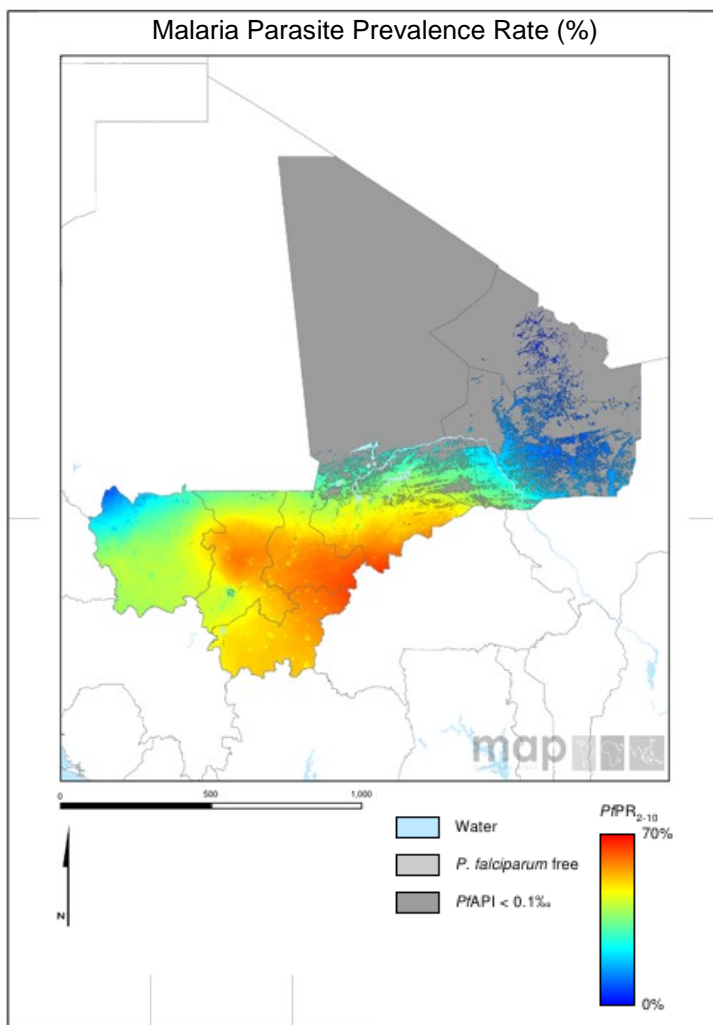 Malaria Parasite Prevalence Rate (%)
map
0 500 1,000
N
Water
P. falciparum free
PfAPI < 0.1‰
PfPR2-10
70%
0%